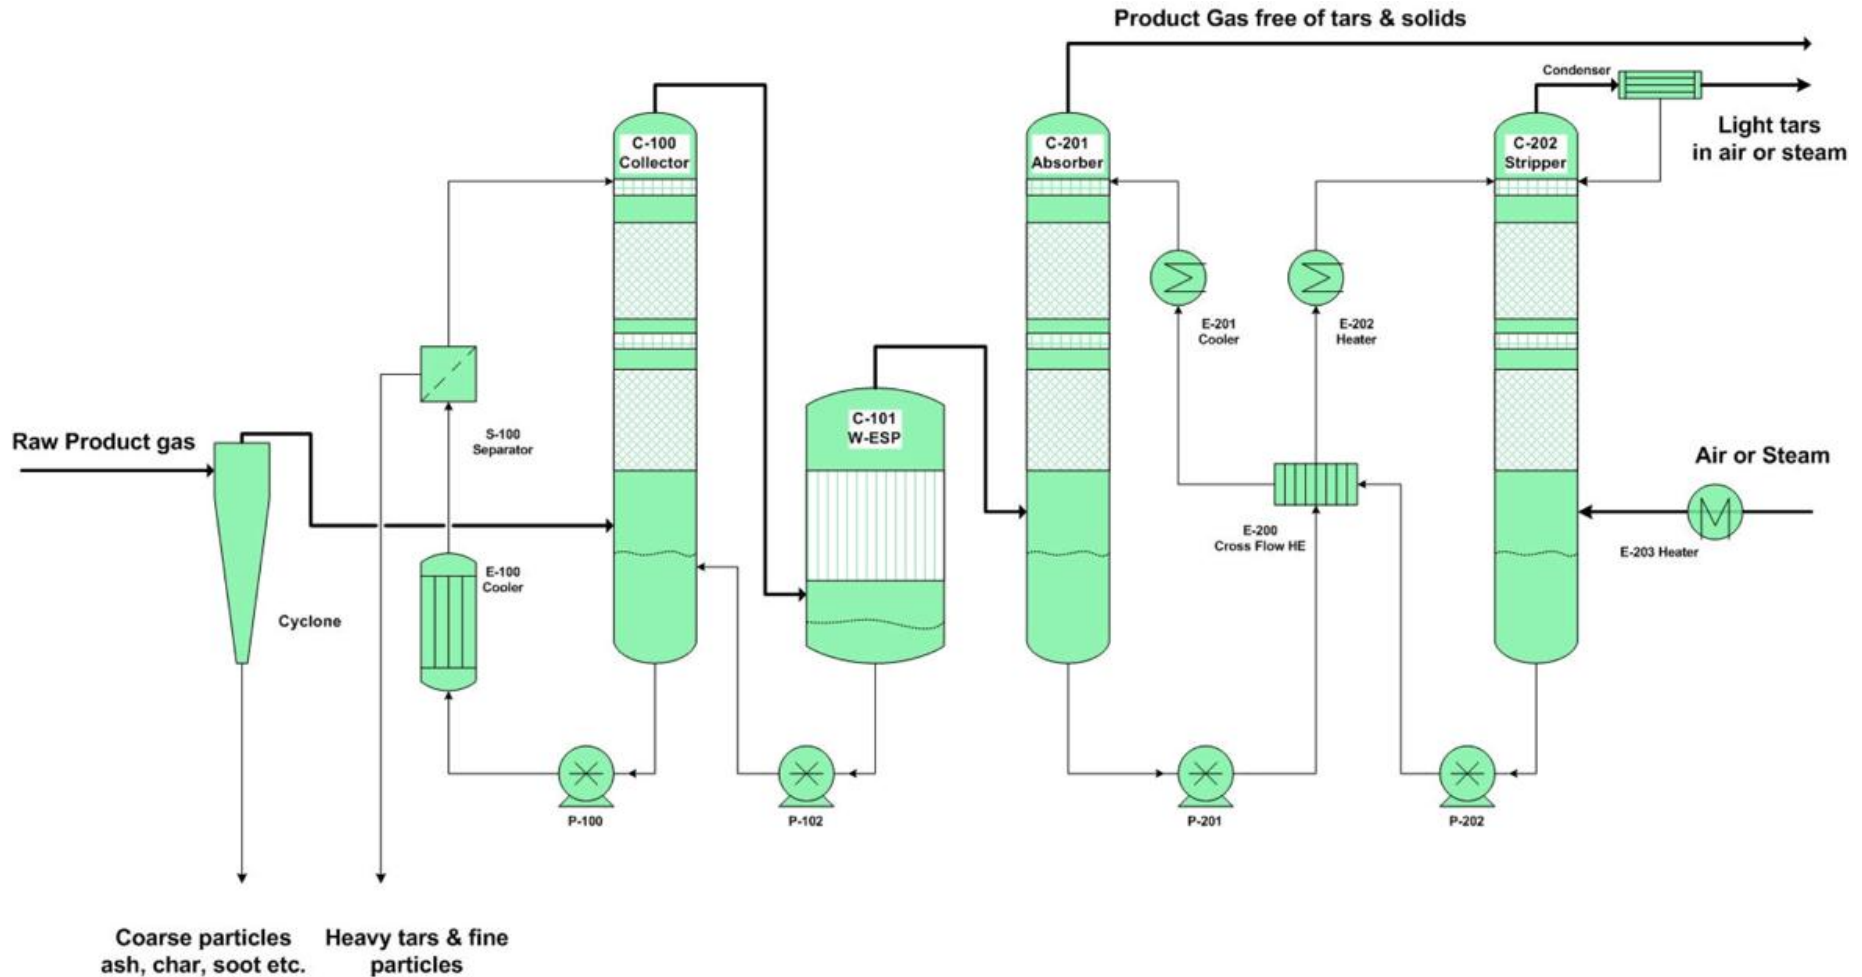 Product Gas free of tars & solids
Condenser
Light tars
in air or steam
C-100
Collector
C-201
Absorber
C-202
Stripper
E-201
Cooler
E-202
Heater
C-101
W-ESP
Raw Product gas
S-100
Separator
Air or Steam
E-200
Cross Flow HE
E-203 Heater
E-100
Cooler
Cyclone
P-100
P-102
P-201
P-202
Coarse particles
ash, char, soot etc.
Heavy tars & fine
particles